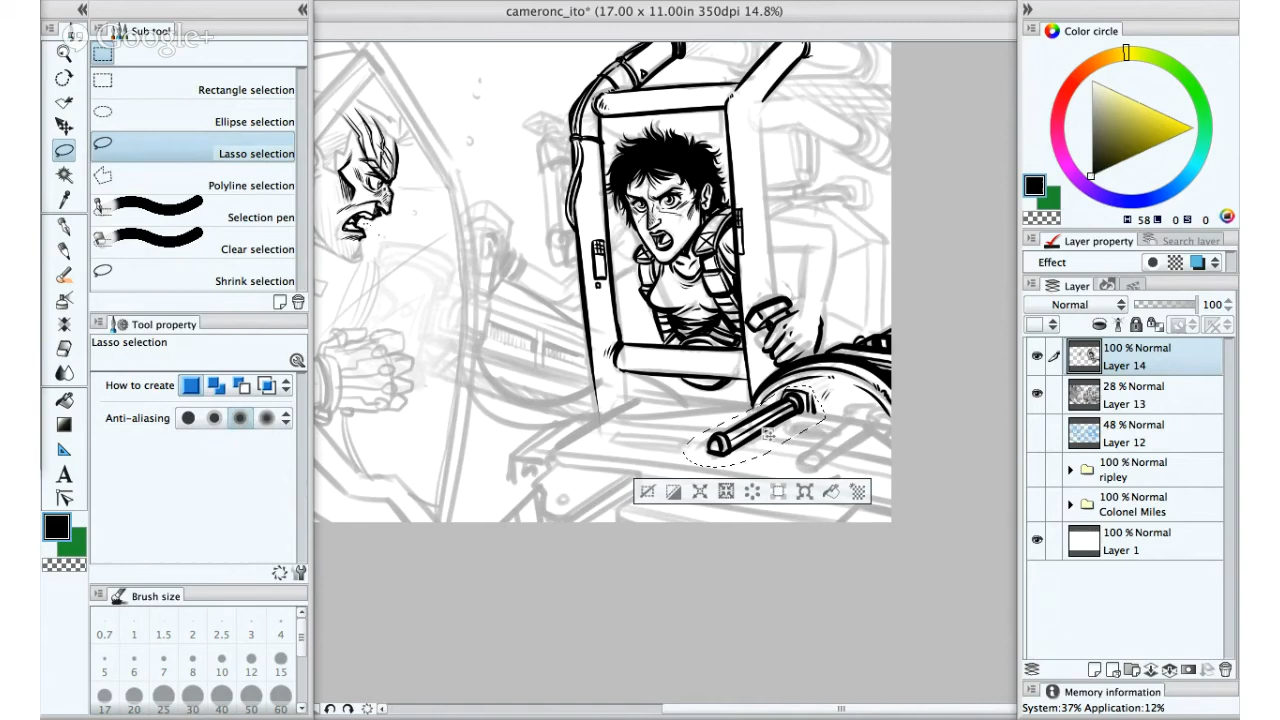 cameronc_ito* (17.00 x 11.00in 350dpi 14.8%)
Google+
Sub tool
Rectangle selection
Ellipse selection
Lasso selection
Polyline selection
Selection pen
Clear selection
Shrink selection
Tool property
Lasso selection
How to create
Anti-aliasing
Brush size
0.7 1 1.5 2 2.5 3 4
5 6 7 8 10 12 15
17 20 25 30 40 50 60
Color circle
H 58 L 0 S 0
Layer property
Search layer
Effect
Layer
Normal 100
100 % Normal
Layer 14
28 % Normal
Layer 13
48 % Normal
Layer 12
100 % Normal
ripley
100 % Normal
Colonel Miles
100 % Normal
Layer 1
Memory information
System:37% Application:12%